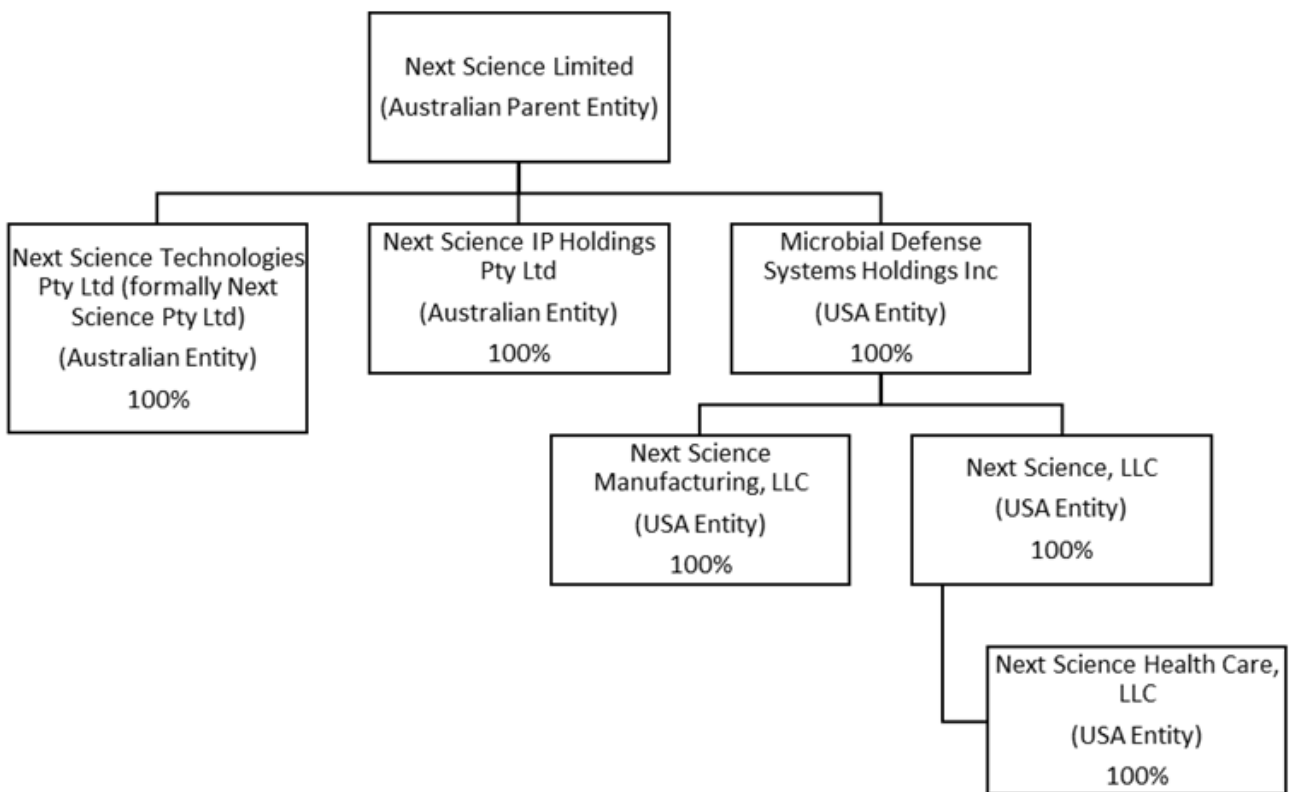 Next Science Limited
(Australian Parent Entity)
Next Science Technologies
Pty Ltd (formally Next
Science Pty Ltd)
(Australian Entity)
100%
Next Science IP Holdings
Pty Ltd
(Australian Entity)
100%
Microbial Defense
Systems Holdings Inc
(USA Entity)
100%
Next Science
Manufacturing, LLC
(USA Entity)
100%
Next Science, LLC
(USA Entity)
100%
Next Science Health Care,
LLC
(USA Entity)
100%